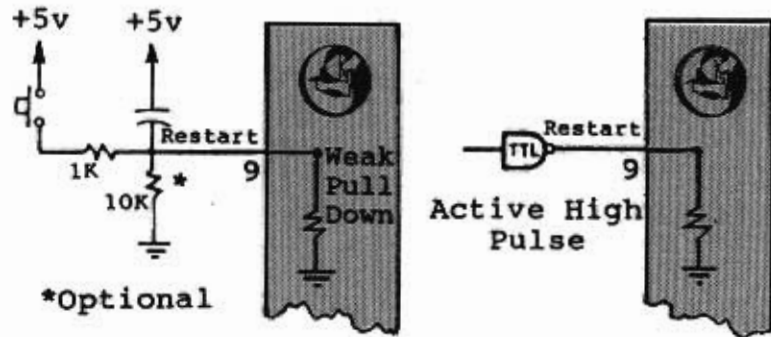 +5v
+5v
Restart
1K
9
*
10K
Weak
Pull
Down
*Optional
Restart
TTL
9
Active High
Pulse